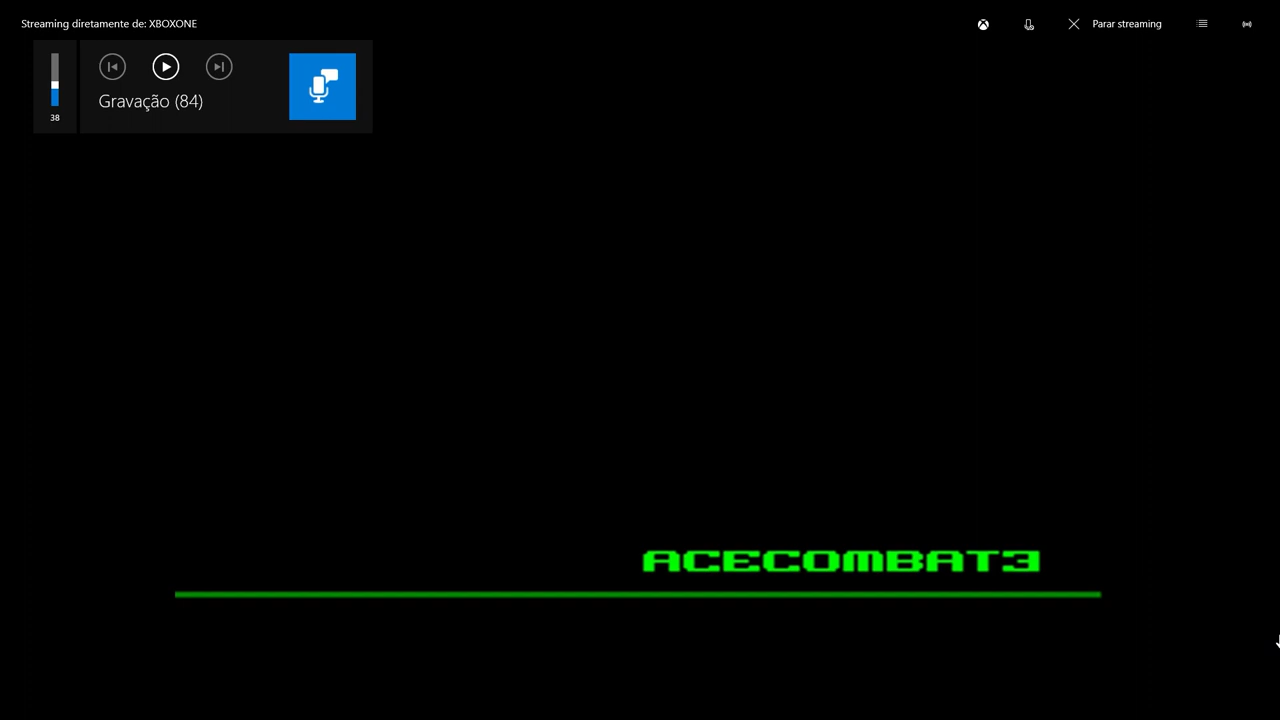 Streaming diretamente de: XBOXONE
Parar streaming
Gravação (84)
38
ACECOMBAT3